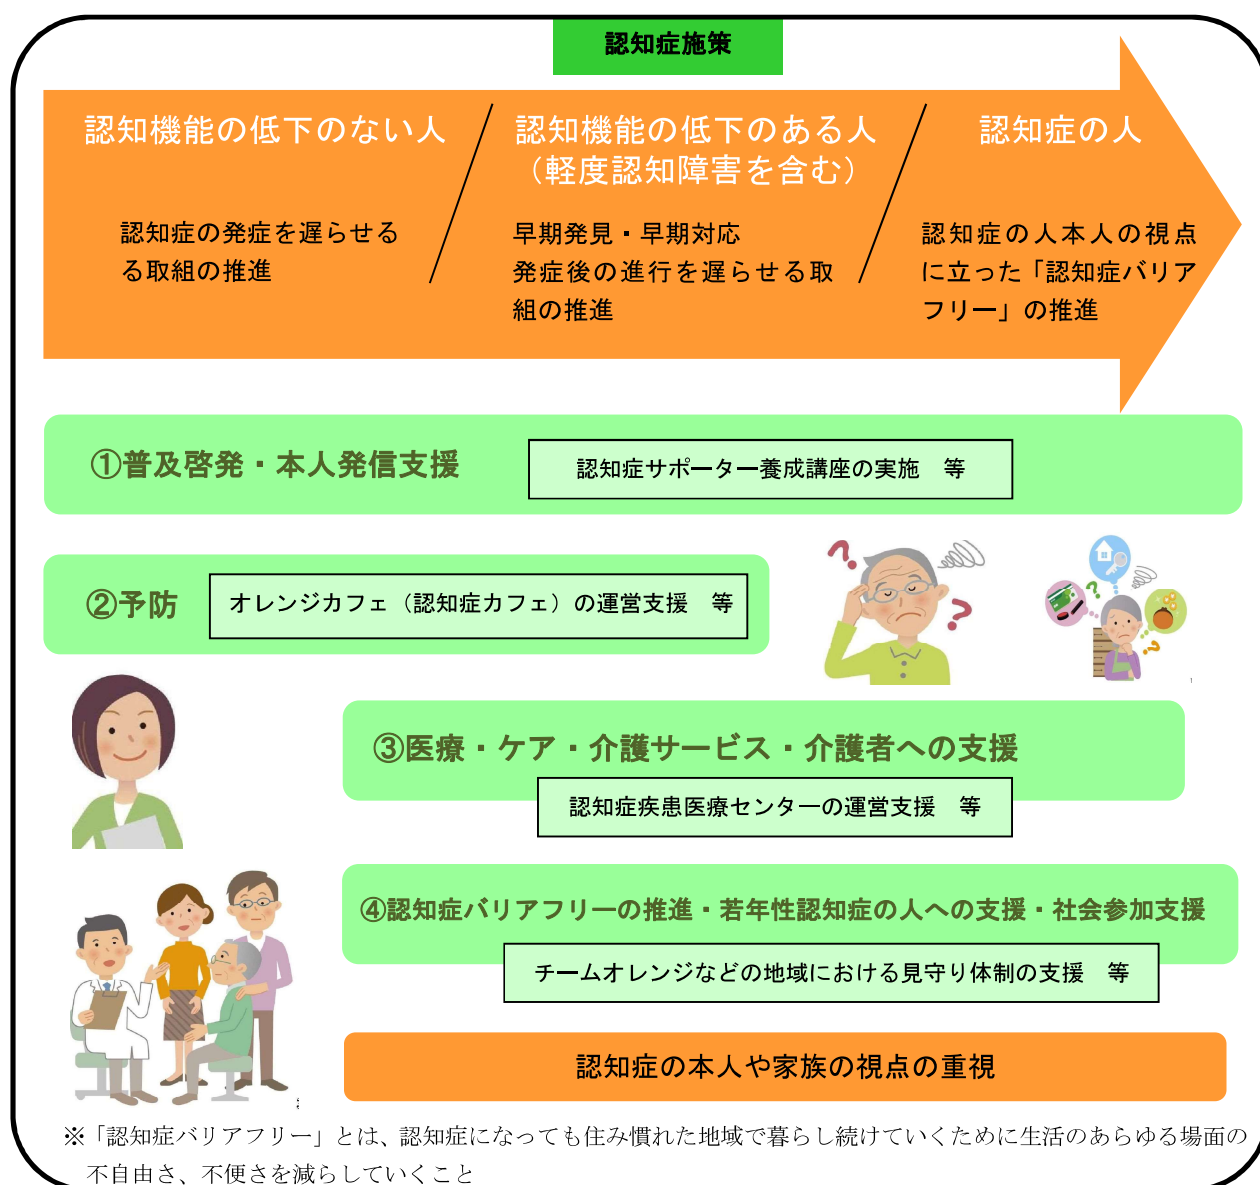 認知症施策
認知機能の低下のない人
認知症の発症を遅らせる
る取組の推進
認知機能の低下のある人
（軽度認知障害を含む）
早期発見・早期対応
発症後の進行を遅らせる取
組の推進
認知症の人
認知症の人本人の視点
に立った「認知症バリア
フリー」の推進
①普及啓発・本人発信支援
認知症サポーター養成講座の実施　等
②予防
オレンジカフェ（認知症カフェ）の運営支援　等
③医療・ケア・介護サービス・介護者への支援
認知症疾患医療センターの運営支援　等
④認知症バリアフリーの推進・若年性認知症の人への支援・社会参加支援
チームオレンジなどの地域における見守り体制の支援　等
認知症の本人や家族の視点の重視
※「認知症バリアフリー」とは、認知症になっても住み慣れた地域で暮らし続けていくために生活のあらゆる場面の
不自由さ、不便さを減らしていくこと